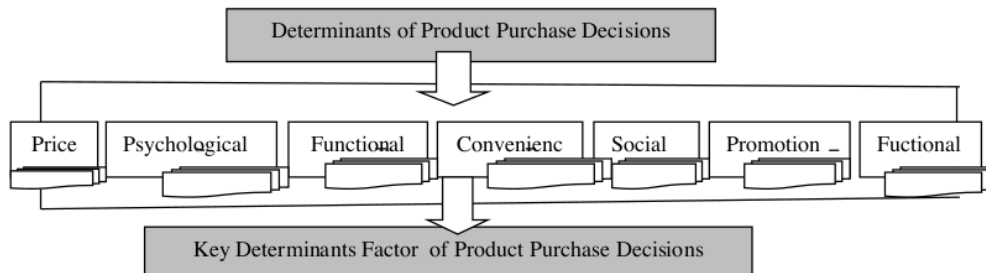 Determinants of Product Purchase Decisions
Price Psychological Functional Convenienc Social Promotion Fuctional
Key Determinants Factor of Product Purchase Decisions